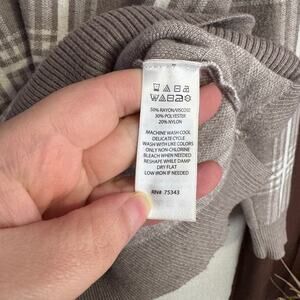 50% RAYON/VISCOSE
30% POLYESTER
20% NYLON
MACHINE WASH COOL
DELICATE CYCLE
WASH WITH LIKE COLORS
ONLY NON-CHLORINE
BLEACH WHEN NEEDED
RESHAPE WHILE DAMP
DRY FLAT
LOW IRON IF NEEDED
RN# 75343